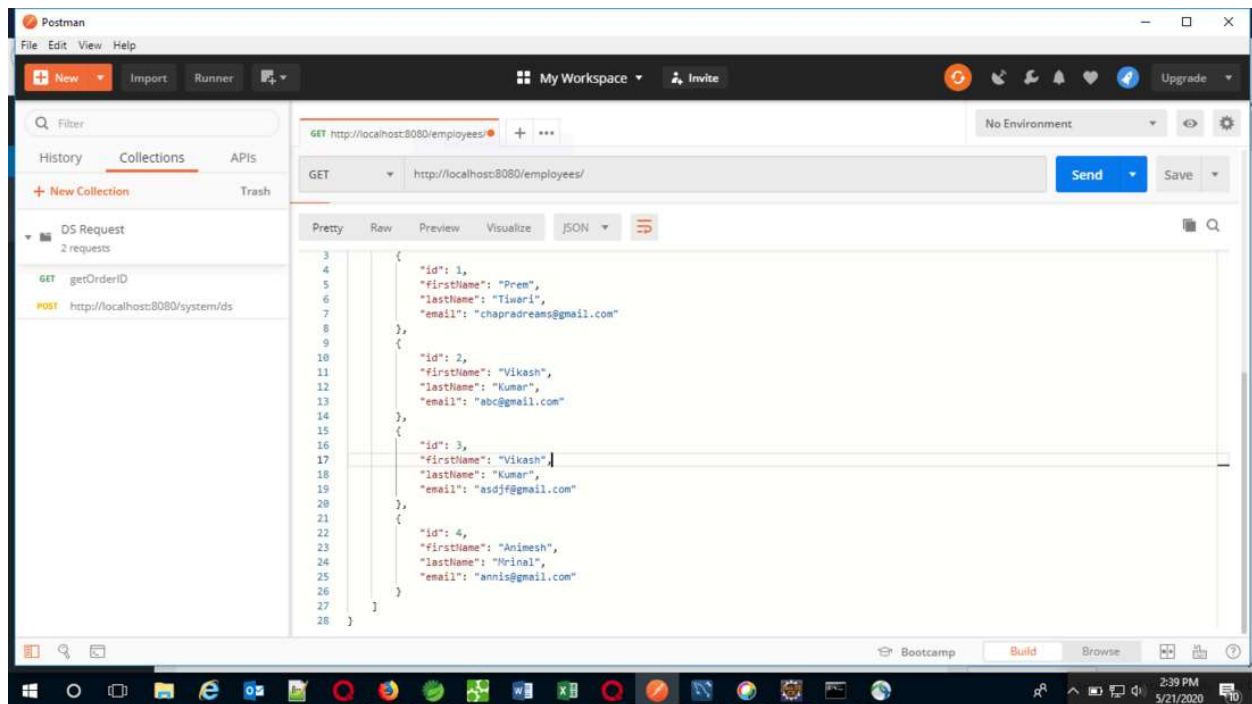 Postman
File Edit View Help
New Import Runner My Workspace Invite Upgrade
Filter
History Collections APIs
+ New Collection Trash
DS Request
2 requests
GET getOrderID
POST http://localhost:8080/system/ds
GET http://localhost:8080/employees/ + •••
No Environment
GET http://localhost:8080/employees/ Send Save
Pretty Raw Preview Visualize JSON
3 {
4 "id": 1,
5 "firstName": "Prem",
6 "lastName": "Tiwari",
7 "email": "chapradreams@gmail.com"
8 },
9 {
10 "id": 2,
11 "firstName": "Vikash",
12 "lastName": "Kumar",
13 "email": "abc@gmail.com"
14 },
15 {
16 "id": 3,
17 "firstName": "Vikash",
18 "lastName": "Kumar",
19 "email": "asdjf@gmail.com"
20 },
21 {
22 "id": 4,
23 "firstName": "Animesh",
24 "lastName": "Mrinal",
25 "email": "annis@gmail.com"
26 }
27 ]
28 }
Bootcamp Build Browse
2:39 PM
5/21/2020